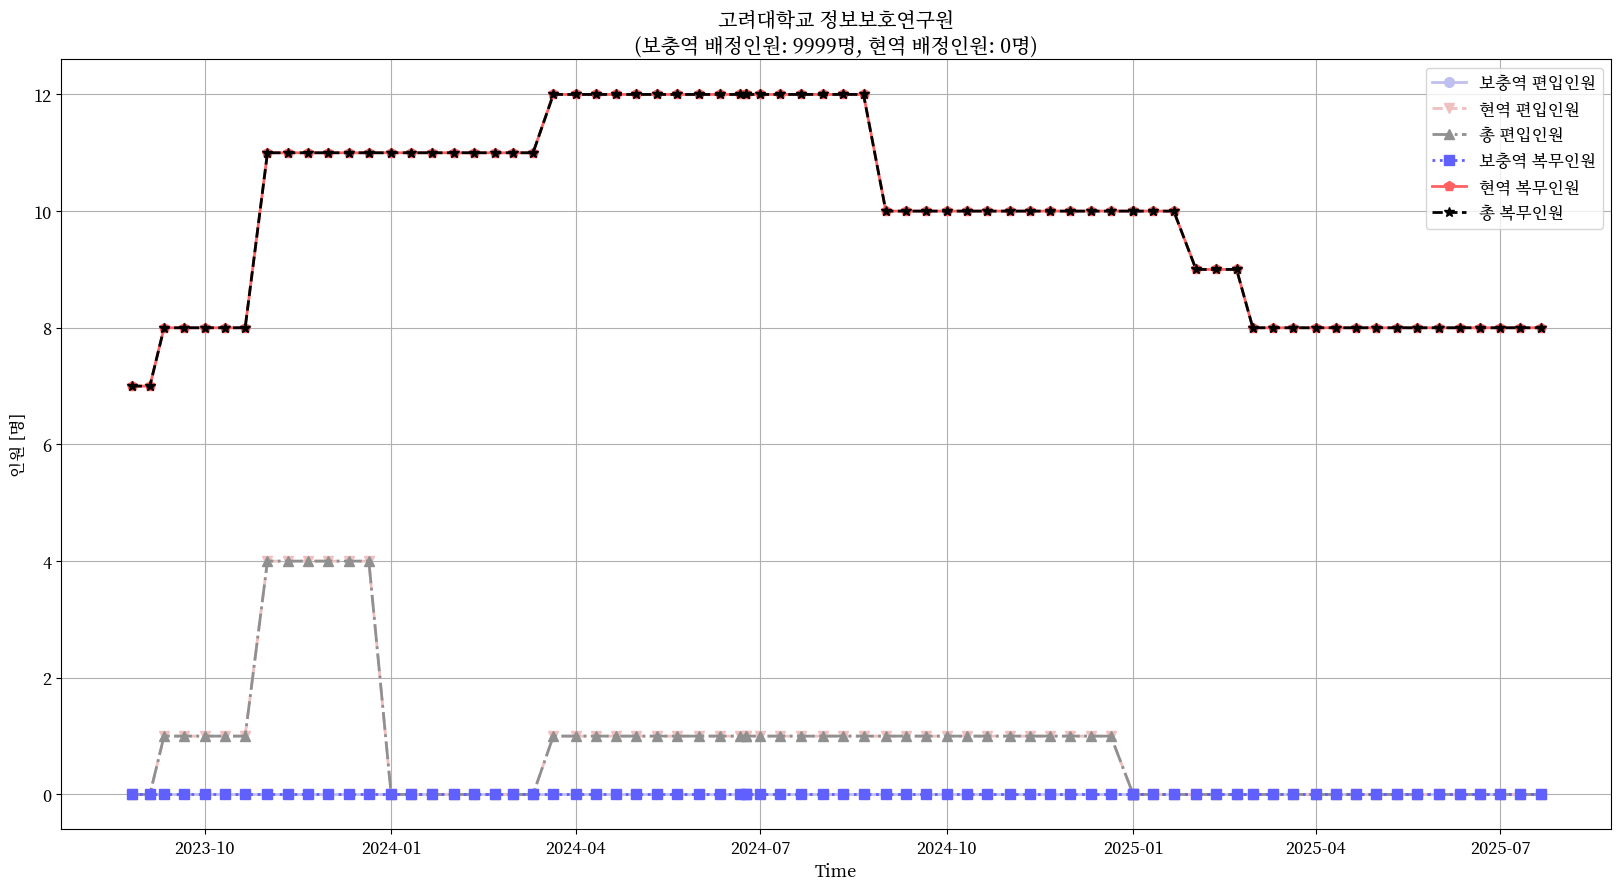 고려대학교 정보보호연구원
(보충역 배정인원: 9999명, 현역 배정인원: 0명)
보충역 편입인원
현역 편입인원
총 편입인원
보충역 복무인원
현역 복무인원
총 복무인원
인원 [명]
12
10
8
6
4
2
0
2023-10
2024-01
2024-04
2024-07
2024-10
2025-01
2025-04
2025-07
Time